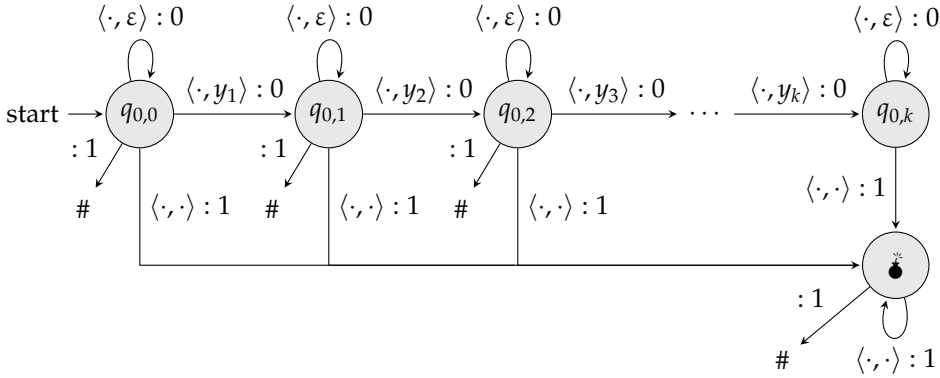 ⟨·, ε⟩ : 0 ⟨·, ε⟩ : 0 ⟨·, ε⟩ : 0 ⟨·, ε⟩ : 0
start q0,0 ⟨·, y1⟩ : 0 q0,1 ⟨·, y2⟩ : 0 q0,2 ⟨·, y3⟩ : 0 ··· ⟨·, yk⟩ : 0 q0,k
: 1 : 1 : 1
# ⟨·, ·⟩ : 1 # ⟨·, ·⟩ : 1 # ⟨·, ·⟩ : 1 ⟨·, ·⟩ : 1
: 1
# ⟨·, ·⟩ : 1